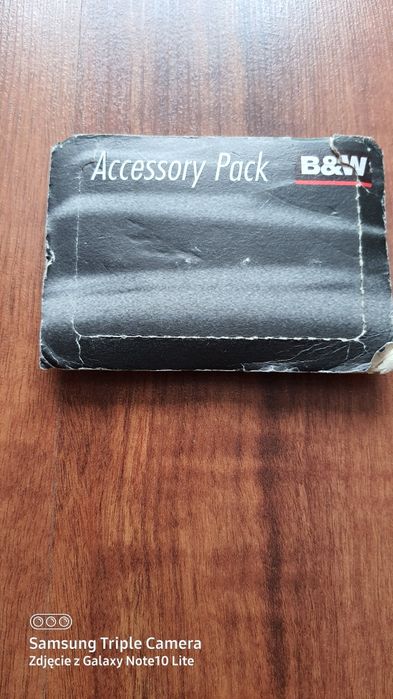 Accessory Pack B&W
Samsung Triple Camera
Zdjęcie z Galaxy Note10 Lite